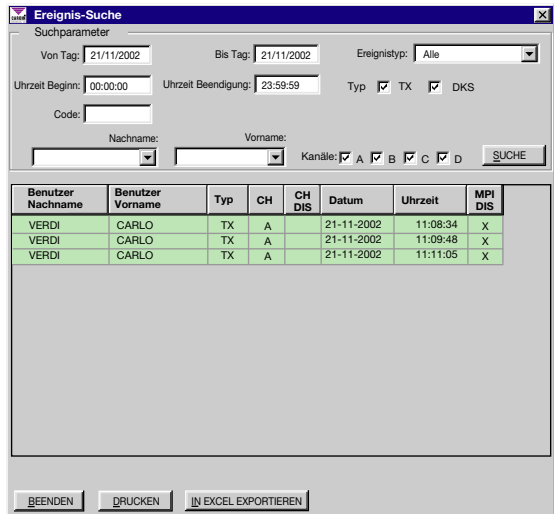 Ereignis-Suche
Suchparameter
Von Tag: 21/11/2002 Bis Tag: 21/11/2002 Ereignistyp: Alle
Uhrzeit Beginn: 00:00:00 Uhrzeit Beendigung: 23:59:59 Typ TX DKS
Code:
Nachname: Vorname:
Kanäle: A B C D SUCHE
Benutzer Nachname Benutzer Vorname Typ CH CH DIS Datum Uhrzeit MPI DIS
VERDI CARLO TX A 21-11-2002 11:08:34 X
VERDI CARLO TX A 21-11-2002 11:09:48 X
VERDI CARLO TX A 21-11-2002 11:11:05 X
BEENDEN DRUCKEN IN EXCEL EXPORTIEREN